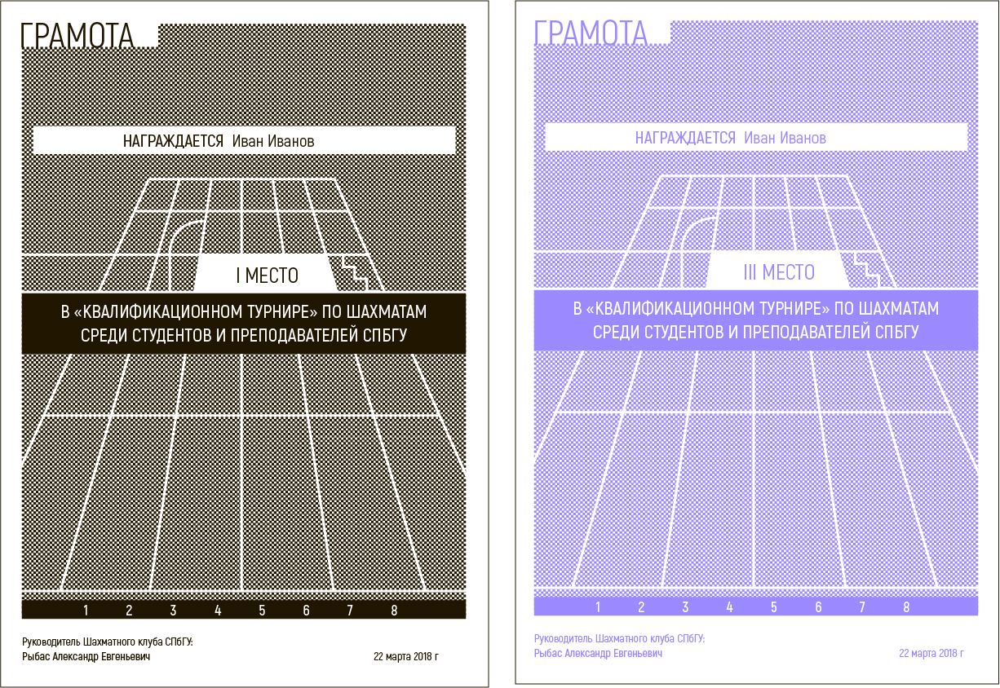 ГРАМОТА
НАГРАЖДАЕТСЯ Иван Иванов
I МЕСТО
В «КВАЛИФИКАЦИОННОМ ТУРНИРЕ» ПО ШАХМАТАМ
СРЕДИ СТУДЕНТОВ И ПРЕПОДАВАТЕЛЕЙ СПБГУ
1 2 3 4 5 6 7 8
Руководитель Шахматного клуба СПбГУ:
Рыбас Александр Евгеньевич
22 марта 2018 г
ГРАМОТА
НАГРАЖДАЕТСЯ Иван Иванов
III МЕСТО
В «КВАЛИФИКАЦИОННОМ ТУРНИРЕ» ПО ШАХМАТАМ
СРЕДИ СТУДЕНТОВ И ПРЕПОДАВАТЕЛЕЙ СПБГУ
1 2 3 4 5 6 7 8
Руководитель Шахматного клуба СПбГУ:
Рыбас Александр Евгеньевич
22 марта 2018 г